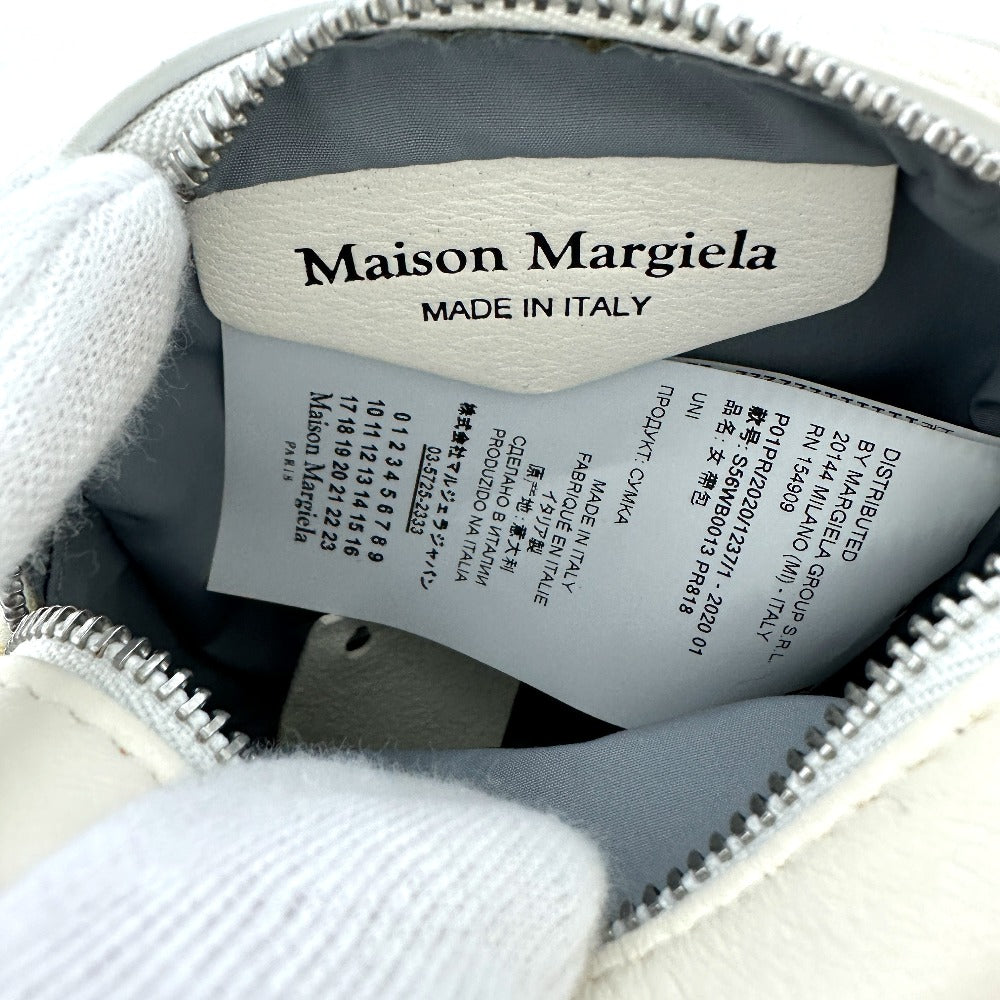 Maison Margiela
MADE IN ITALY
DISTRIBUTED
BY MARGIELA GROUP S.R.L.
20144 MILANO (MI) - ITALY
RN 154909
P01PR/2020/1237/1 - 2020 01
款号: S56WB0013 PR818
品名: 女 带包
UNI
ПРОДУКТ: СУМКА
MADE IN ITALY
FABRIQUE EN ITALIE
イタリア製
原产地: 意大利
СДЕЛАНО В ИТАЛИИ
PRODUZIDO NA ITALIA
株式会社マルジェラジャパン
03-5725-2333
0 1 2 3 4 5 6 7 8 9
10 11 12 13 14 15 16
17 18 19 20 21 22 23
Maison Margiela
PARIS